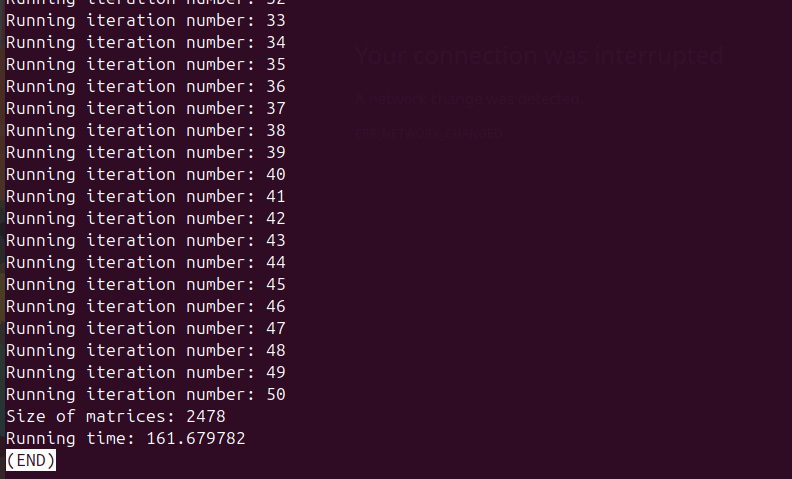 Running iteration number: 32
Running iteration number: 33
Running iteration number: 34
Running iteration number: 35
Running iteration number: 36
Running iteration number: 37
Running iteration number: 38
Running iteration number: 39
Running iteration number: 40
Running iteration number: 41
Running iteration number: 42
Running iteration number: 43
Running iteration number: 44
Running iteration number: 45
Running iteration number: 46
Running iteration number: 47
Running iteration number: 48
Running iteration number: 49
Running iteration number: 50
Size of matrices: 2478
Running time: 161.679782
(END)
Your connection was interrupted
A network change was detected.
ERR_NETWORK_CHANGED